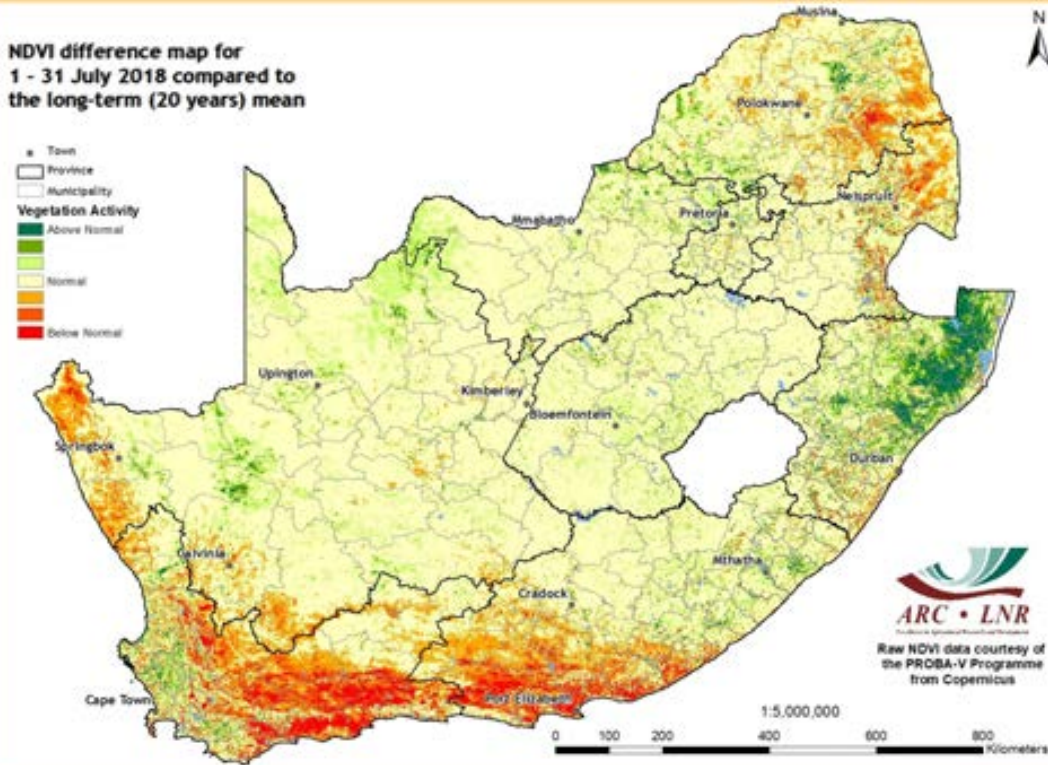 NDVI difference map for
1 - 31 July 2018 compared to
the long-term (20 years) mean
Town
Province
Municipality
Vegetation Activity
Above Normal
Normal
Below Normal
N
Musina
Polokwane
Nelspruit
Pretoria
Mmabatho
Upington
Kimberley
Bloemfontein
Springbok
Durban
Calvinia
Mthatha
Cradock
Cape Town
Port Elizabeth
ARC • LNR
Raw NDVI data courtesy of
the PROBA-V Programme
from Copernicus
1:5,000,000
0 100 200 400 600 800
Kilometers